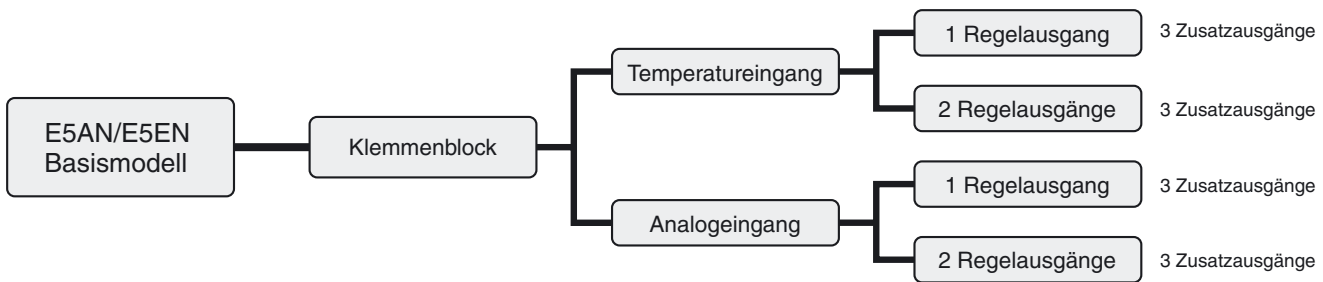 E5AN/E5EN
Basismodell
Klemmenblock
Temperatureingang
1 Regelausgang
3 Zusatzausgänge
2 Regelausgänge
3 Zusatzausgänge
Analogeingang
1 Regelausgang
3 Zusatzausgänge
2 Regelausgänge
3 Zusatzausgänge